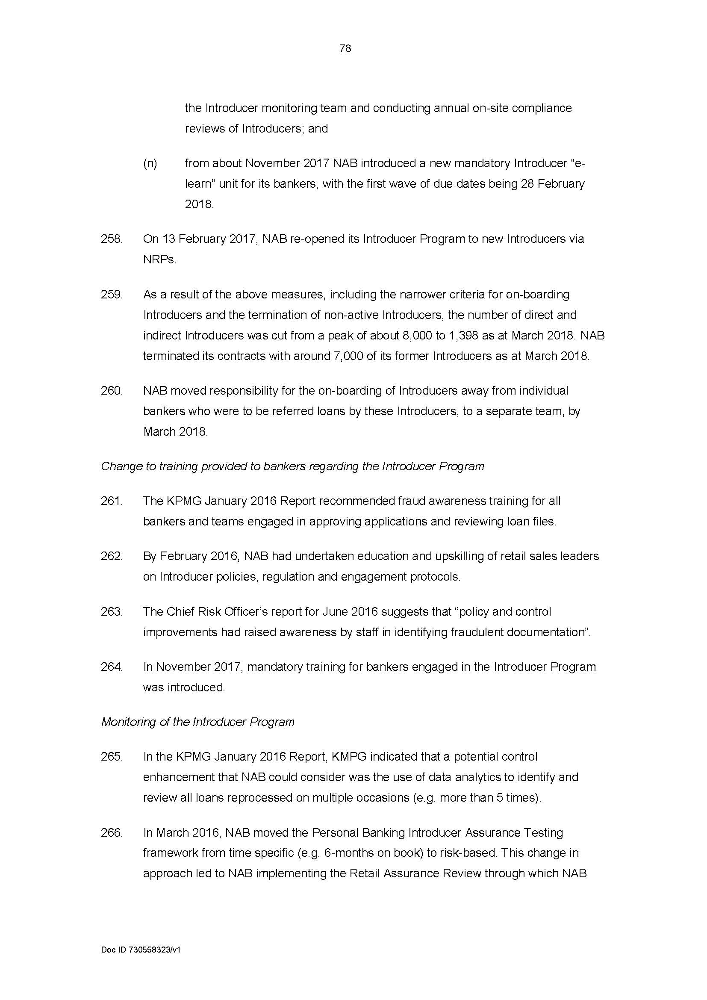 78
the Introducer monitoring team and conducting annual on-site compliance
reviews of Introducers; and
(n) from about November 2017 NAB introduced a new mandatory Introducer “e-
learn” unit for its bankers, with the first wave of due dates being 28 February
2018.
258. On 13 February 2017, NAB re-opened its Introducer Program to new Introducers via
NRPs.
259. As a result of the above measures, including the narrower criteria for on-boarding
Introducers and the termination of non-active Introducers, the number of direct and
indirect Introducers was cut from a peak of about 8,000 to 1,398 as at March 2018. NAB
terminated its contracts with around 7,000 of its former Introducers as at March 2018.
260. NAB moved responsibility for the on-boarding of Introducers away from individual
bankers who were to be referred loans by these Introducers, to a separate team, by
March 2018.
Change to training provided to bankers regarding the Introducer Program
261. The KPMG January 2016 Report recommended fraud awareness training for all
bankers and teams engaged in approving applications and reviewing loan files.
262. By February 2016, NAB had undertaken education and upskilling of retail sales leaders
on Introducer policies, regulation and engagement protocols.
263. The Chief Risk Officer’s report for June 2016 suggests that “policy and control
improvements had raised awareness by staff in identifying fraudulent documentation”.
264. In November 2017, mandatory training for bankers engaged in the Introducer Program
was introduced.
Monitoring of the Introducer Program
265. In the KPMG January 2016 Report, KMPG indicated that a potential control
enhancement that NAB could consider was the use of data analytics to identify and
review all loans reprocessed on multiple occasions (e.g. more than 5 times).
266. In March 2016, NAB moved the Personal Banking Introducer Assurance Testing
framework from time specific (e.g. 6-months on book) to risk-based. This change in
approach led to NAB implementing the Retail Assurance Review through which NAB
Doc ID 730558323/v1